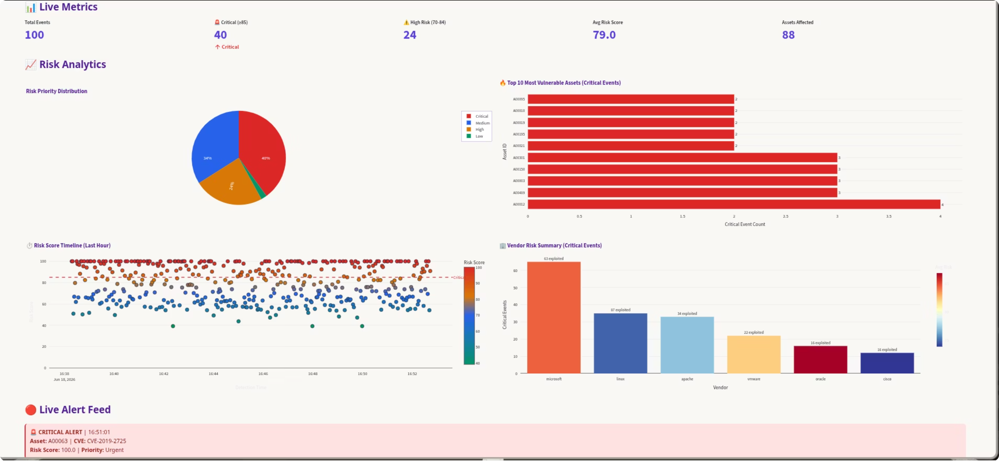 📊 Live Metrics
Total Events
100
🚨 Critical (≥85)
40
↑ Critical
⚠️ High Risk (70-84)
24
Avg Risk Score
79.0
Assets Affected
88
📈 Risk Analytics
Risk Priority Distribution
34%
40%
24%
Critical
Medium
High
Low
🔥 Top 10 Most Vulnerable Assets (Critical Events)
Asset ID
A00095 2
A00010 2
A00019 2
A00195 2
A00021 2
A00301 3
A00150 3
A00003 3
A00489 3
A00012 4
0 0.5 1 1.5 2 2.5 3 3.5 4
Critical Event Count
⏱️ Risk Score Timeline (Last Hour)
Risk Score
100
80
60
40
20
0
16:38 16:40 16:42 16:44 16:46 16:48 16:50 16:52
Jun 18, 2026
Detection Time
Critica
Risk Score
100
90
80
70
60
50
40
🏢 Vendor Risk Summary (Critical Events)
Critical Events
60
50
40
30
20
10
0
63 exploited
87 exploited
34 exploited
22 exploited
16 exploited
16 exploited
microsoft linux apache vmware oracle cisco
Vendor
Avg Risk
🔴 Live Alert Feed
🚨 CRITICAL ALERT | 16:51:01
Asset: A00063 | CVE: CVE-2019-2725
Risk Score: 100.0 | Priority: Urgent